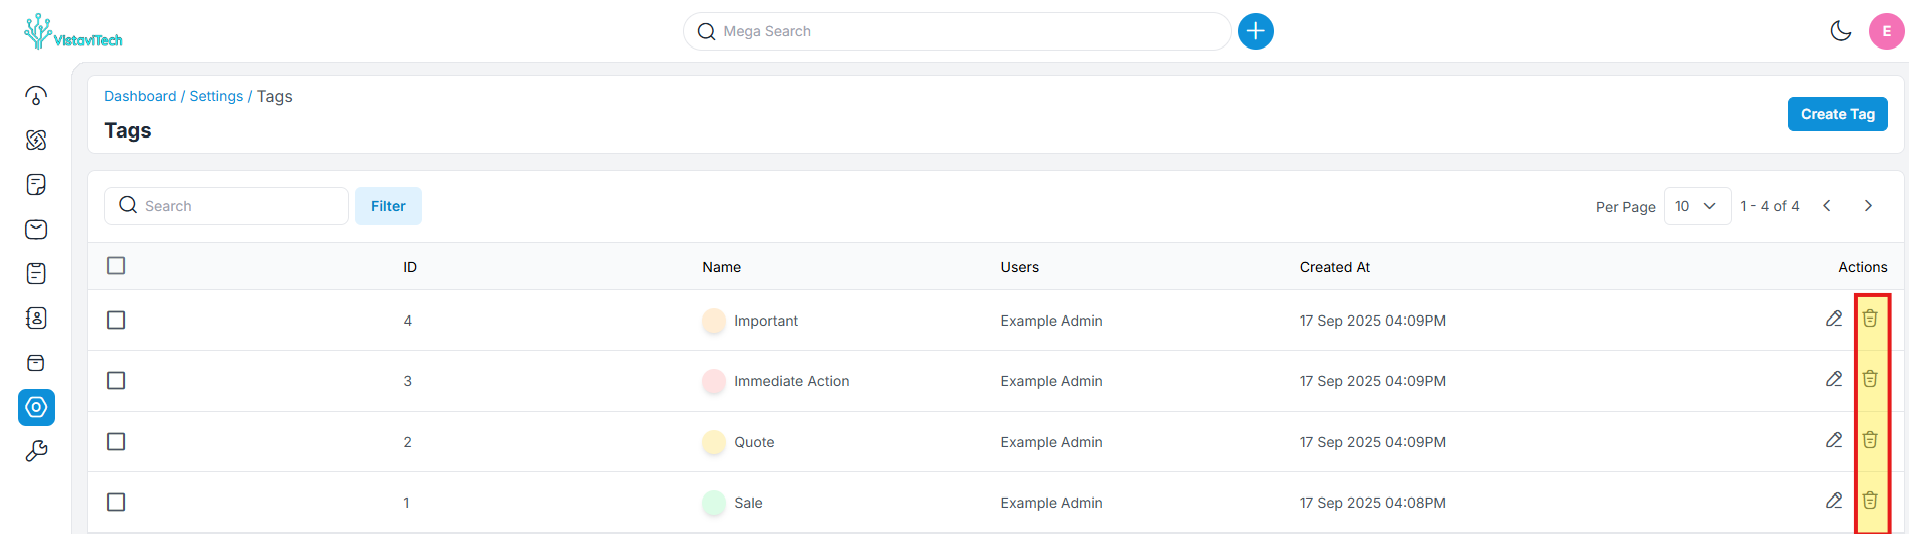 VistaviTech
Mega Search
E
Dashboard / Settings / Tags
Tags
Create Tag
Search
Filter
Per Page 10 1 - 4 of 4
ID Name Users Created At Actions
4 Important Example Admin 17 Sep 2025 04:09PM
3 Immediate Action Example Admin 17 Sep 2025 04:09PM
2 Quote Example Admin 17 Sep 2025 04:09PM
1 Sale Example Admin 17 Sep 2025 04:08PM